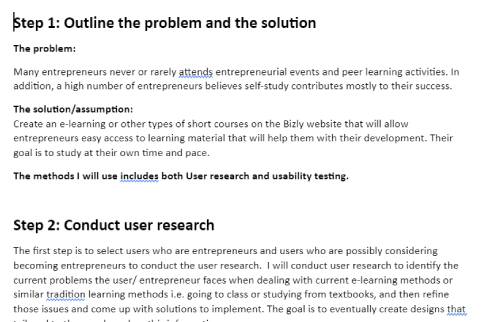 Step 1: Outline the problem and the solution
The problem:
Many entrepreneurs never or rarely attends entrepreneurial events and peer learning activities. In
addition, a high number of entrepreneurs believes self-study contributes mostly to their success.
The solution/assumption:
Create an e-learning or other types of short courses on the Bizly website that will allow
entrepreneurs easy access to learning material that will help them with their development. Their
goal is to study at their own time and pace.
The methods I will use includes both User research and usability testing.
Step 2: Conduct user research
The first step is to select users who are entrepreneurs and users who are possibly considering
becoming entrepreneurs to conduct the user research.  I will conduct user research to identify the
current problems the user/ entrepreneur faces when dealing with current e-learning methods or
similar tradition learning methods i.e. going to class or studying from textbooks, and then refine
those issues and come up with solutions to implement. The goal is to eventually create designs that